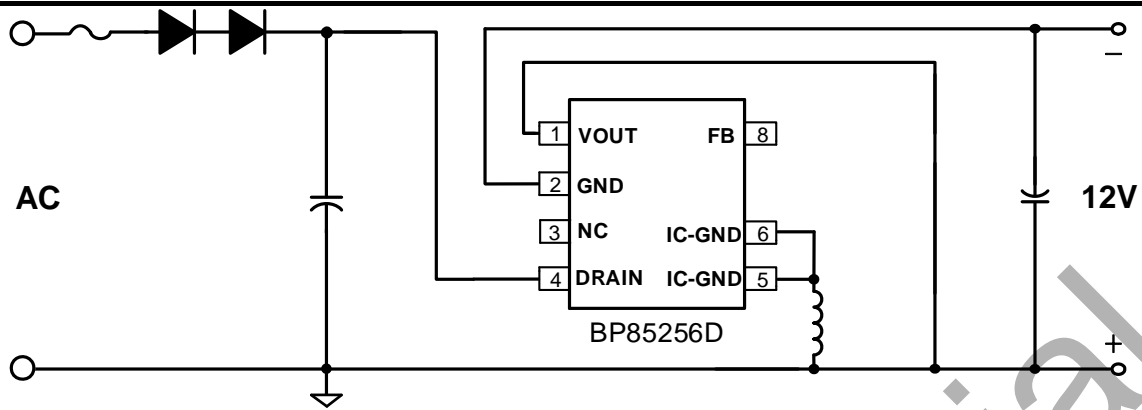 AC
1 VOUT
2 GND
3 NC
4 DRAIN
FB 8
IC-GND 6
IC-GND 5
BP85256D
−
12V
+